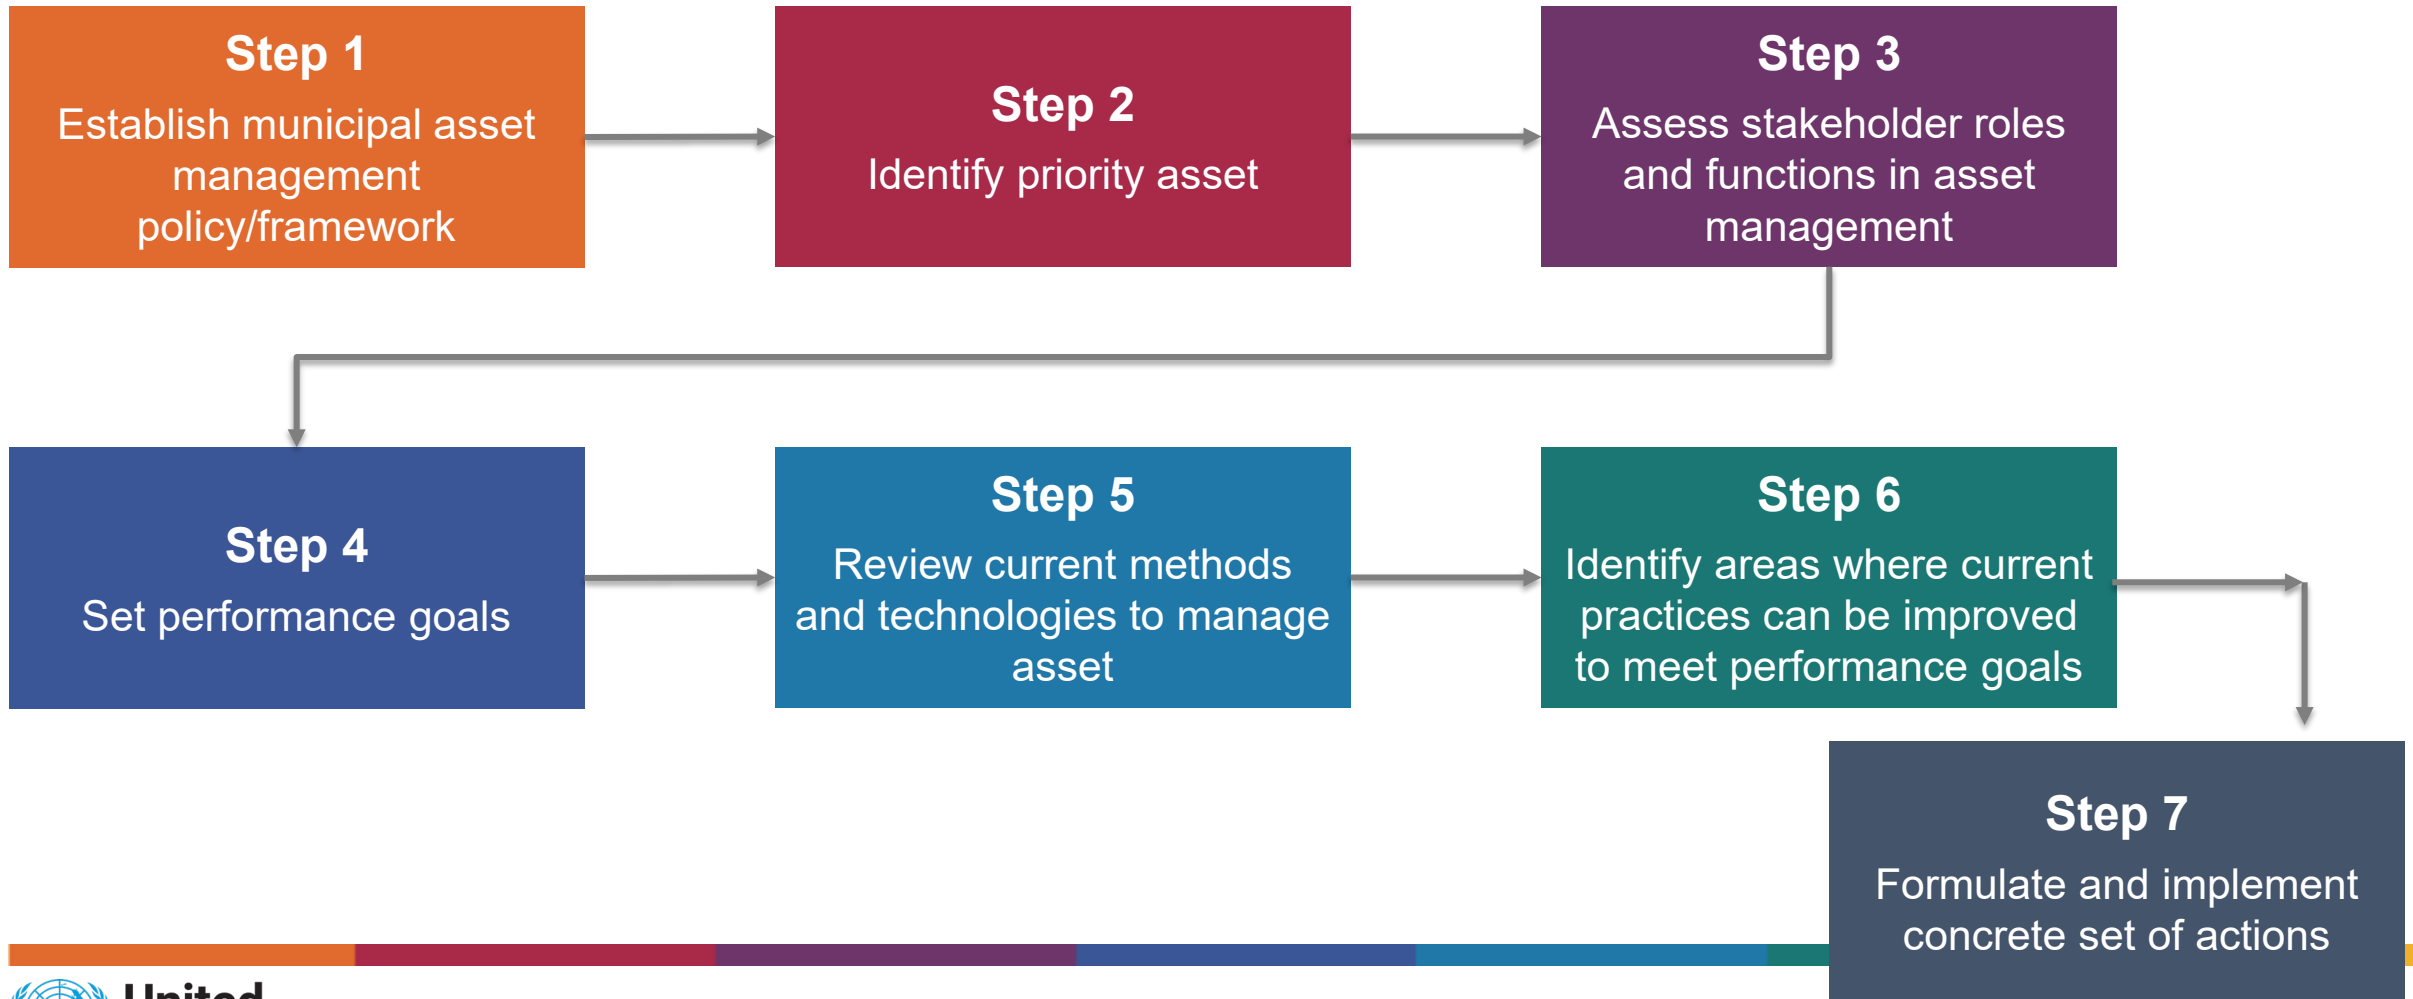 Step 1
Establish municipal asset
management
policy/framework
Step 2
Identify priority asset
Step 3
Assess stakeholder roles
and functions in asset
management
Step 4
Set performance goals
Step 5
Review current methods
and technologies to manage
asset
Step 6
Identify areas where current
practices can be improved
to meet performance goals
Step 7
Formulate and implement
concrete set of actions
United